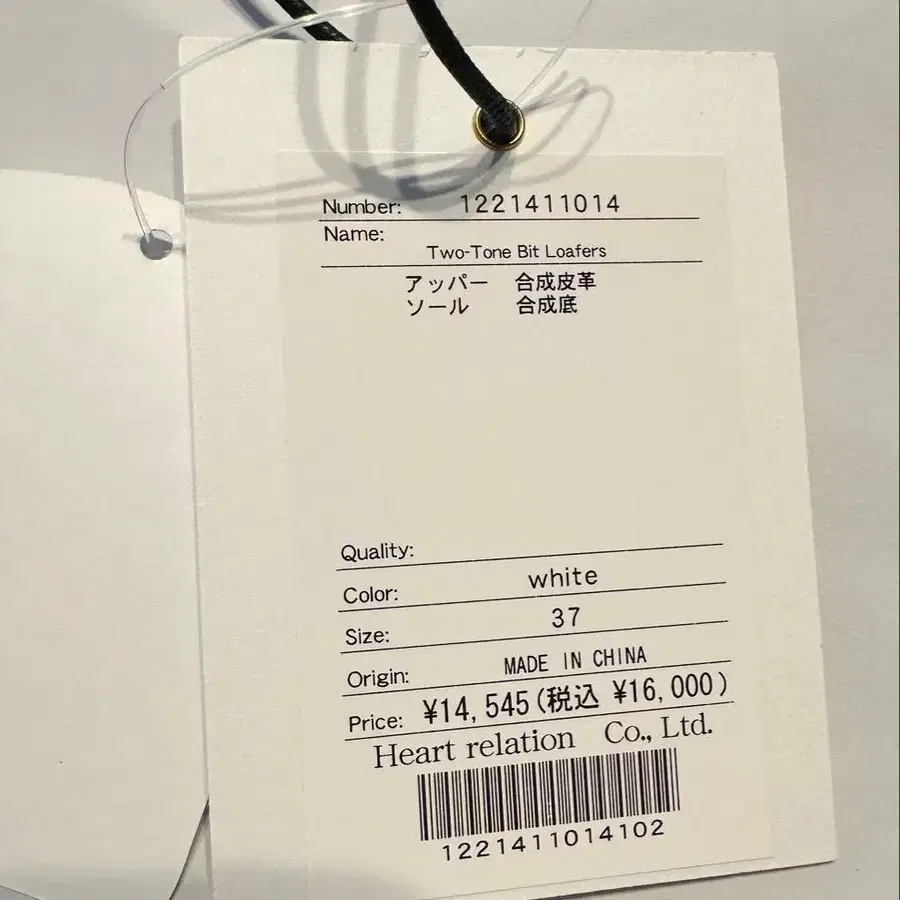 Number: 1221411014
Name:
Two-Tone Bit Loafers
アッパー 合成皮革
ソール 合成底
Quality:
Color: white
Size: 37
Origin: MADE IN CHINA
Price: ¥14,545(税込 ¥16,000)
Heart relation Co., Ltd.
1221411014102